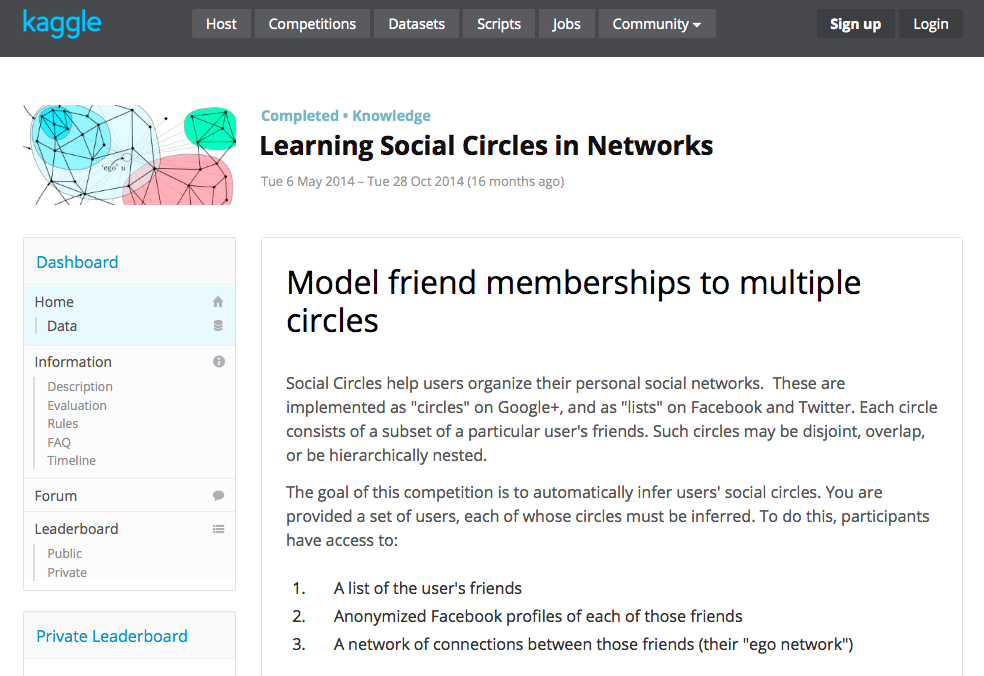 kaggle
Host
Competitions
Datasets
Scripts
Jobs
Community
Sign up
Login
'ego' u
Completed • Knowledge
Learning Social Circles in Networks
Tue 6 May 2014 – Tue 28 Oct 2014 (16 months ago)
Dashboard
Home
Data
Information
Description
Evaluation
Rules
FAQ
Timeline
Forum
Leaderboard
Public
Private
Private Leaderboard
Model friend memberships to multiple
circles
Social Circles help users organize their personal social networks.  These are
implemented as "circles" on Google+, and as "lists" on Facebook and Twitter. Each circle
consists of a subset of a particular user's friends. Such circles may be disjoint, overlap,
or be hierarchically nested.
The goal of this competition is to automatically infer users' social circles. You are
provided a set of users, each of whose circles must be inferred. To do this, participants
have access to:
1. A list of the user's friends
2. Anonymized Facebook profiles of each of those friends
3. A network of connections between those friends (their "ego network")